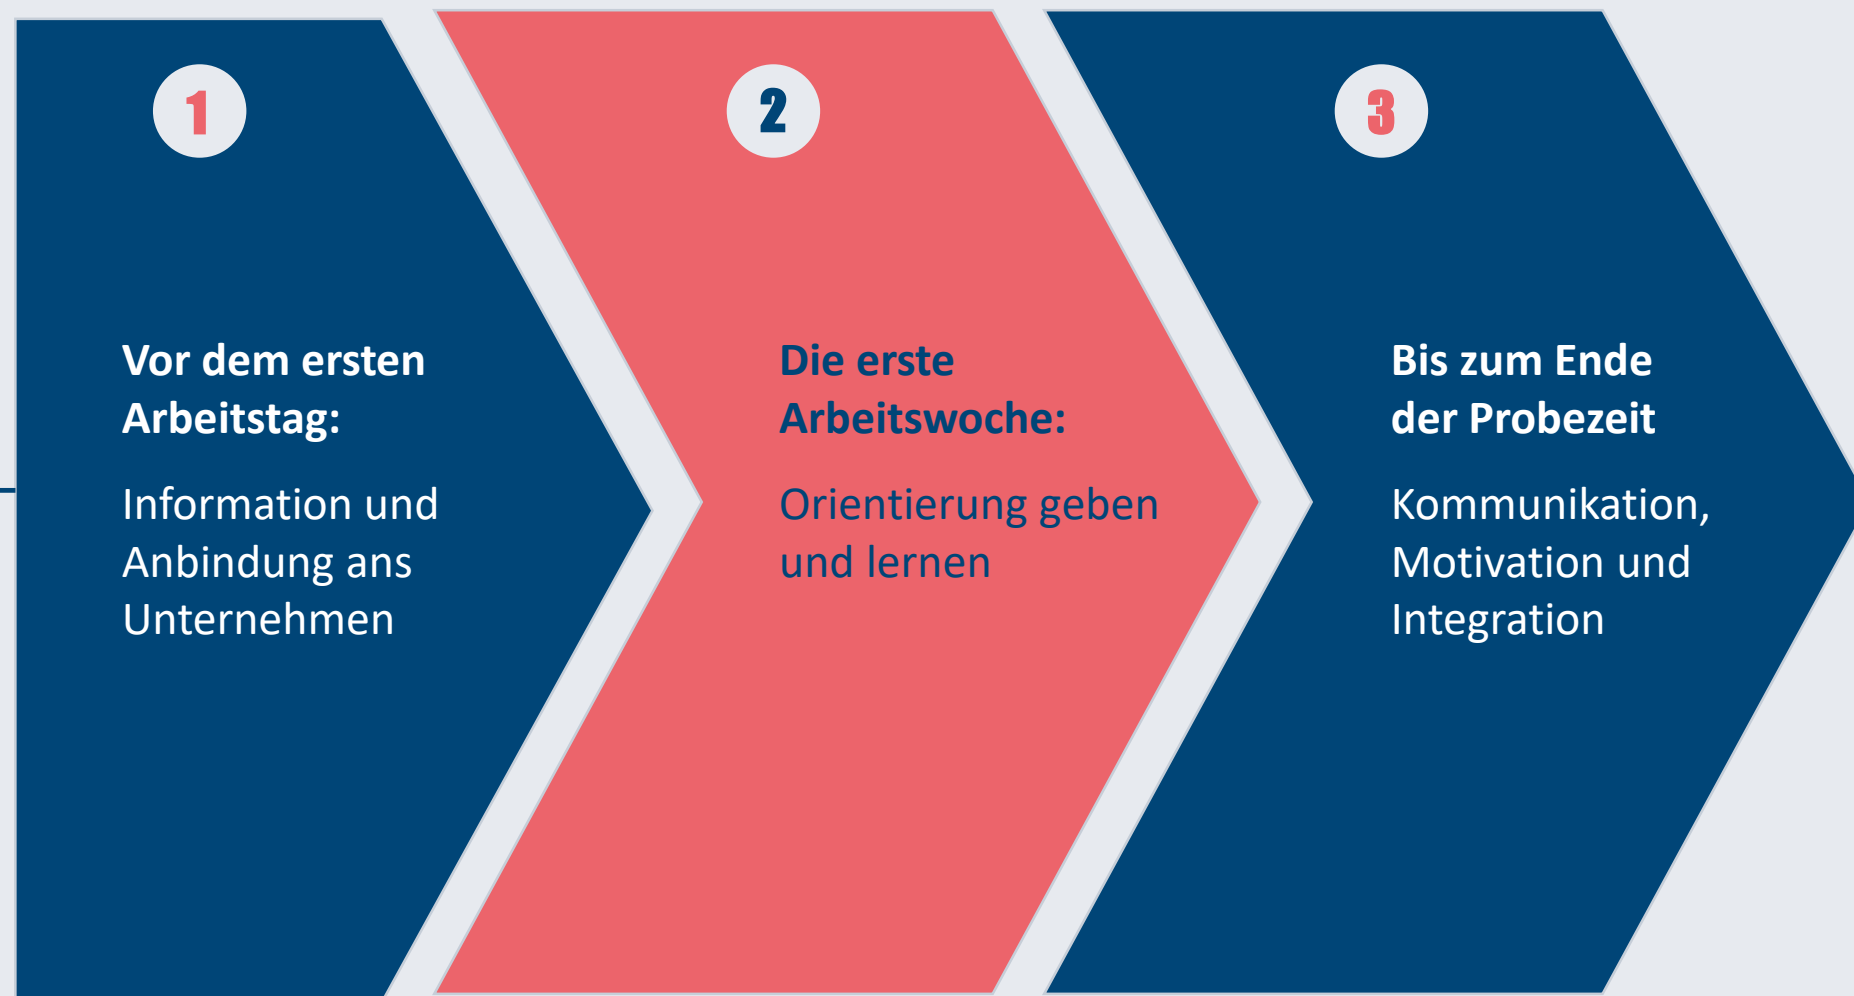 1
Vor dem ersten
Arbeitstag:
Information und
Anbindung ans
Unternehmen
2
Die erste
Arbeitswoche:
Orientierung geben
und lernen
3
Bis zum Ende
der Probezeit
Kommunikation,
Motivation und
Integration